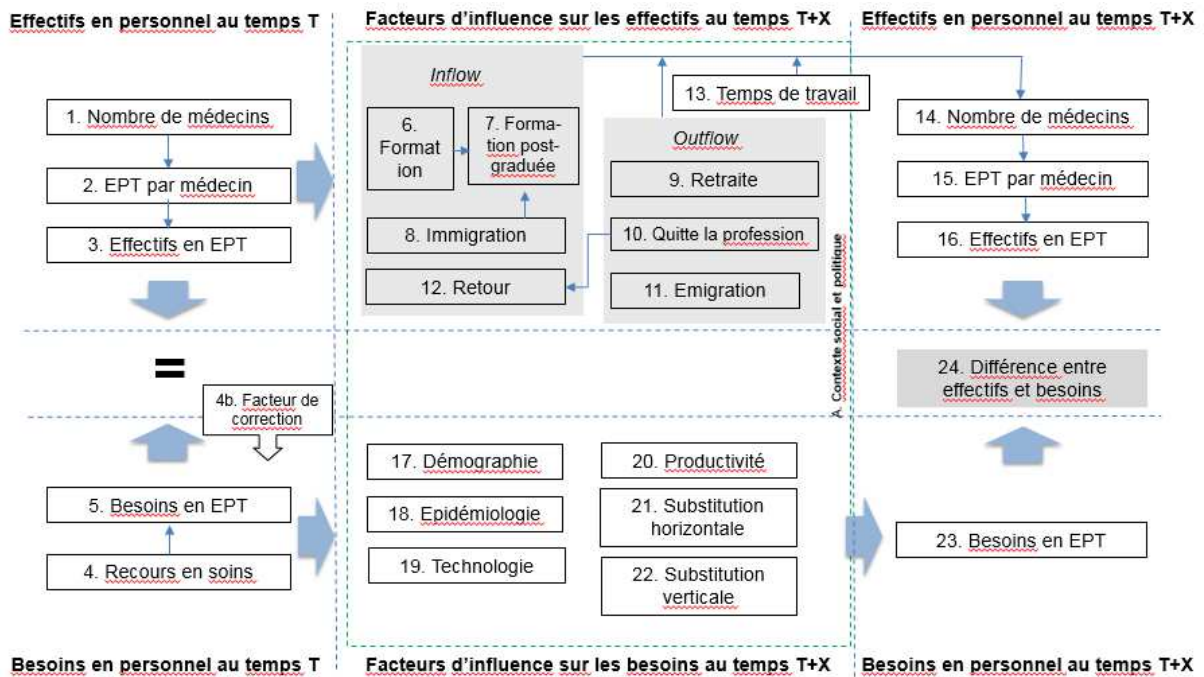 Effectifs en personnel au temps T
Facteurs d’influence sur les effectifs au temps T+X
Effectifs en personnel au temps T+X
1. Nombre de médecins
2. EPT par médecin
3. Effectifs en EPT
Inflow
6.
Format
ion
7. Forma-
tion post-
graduée
8. Immigration
12. Retour
13. Temps de travail
Outflow
9. Retraite
10. Quitte la profession
11. Emigration
A. Contexte social et politique
14. Nombre de médecins
15. EPT par médecin
16. Effectifs en EPT
=
4b. Facteur de
correction
24. Différence entre
effectifs et besoins
5. Besoins en EPT
4. Recours en soins
17. Démographie
18. Epidémiologie
19. Technologie
20. Productivité
21. Substitution
horizontale
22. Substitution
verticale
23. Besoins en EPT
Besoins en personnel au temps T
Facteurs d’influence sur les besoins au temps T+X
Besoins en personnel au temps T+X